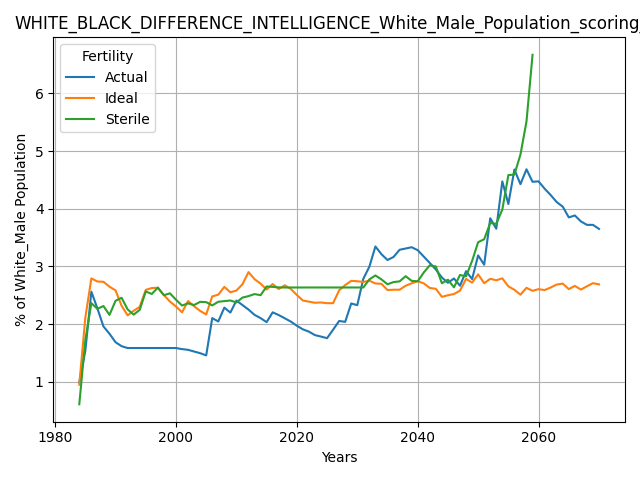 WHITE_BLACK_DIFFERENCE_INTELLIGENCE_White_Male_Population_scoring_
Fertility
Actual
Ideal
Sterile
% of White_Male Population
6
5
4
3
2
1
1980 2000 2020 2040 2060
Years